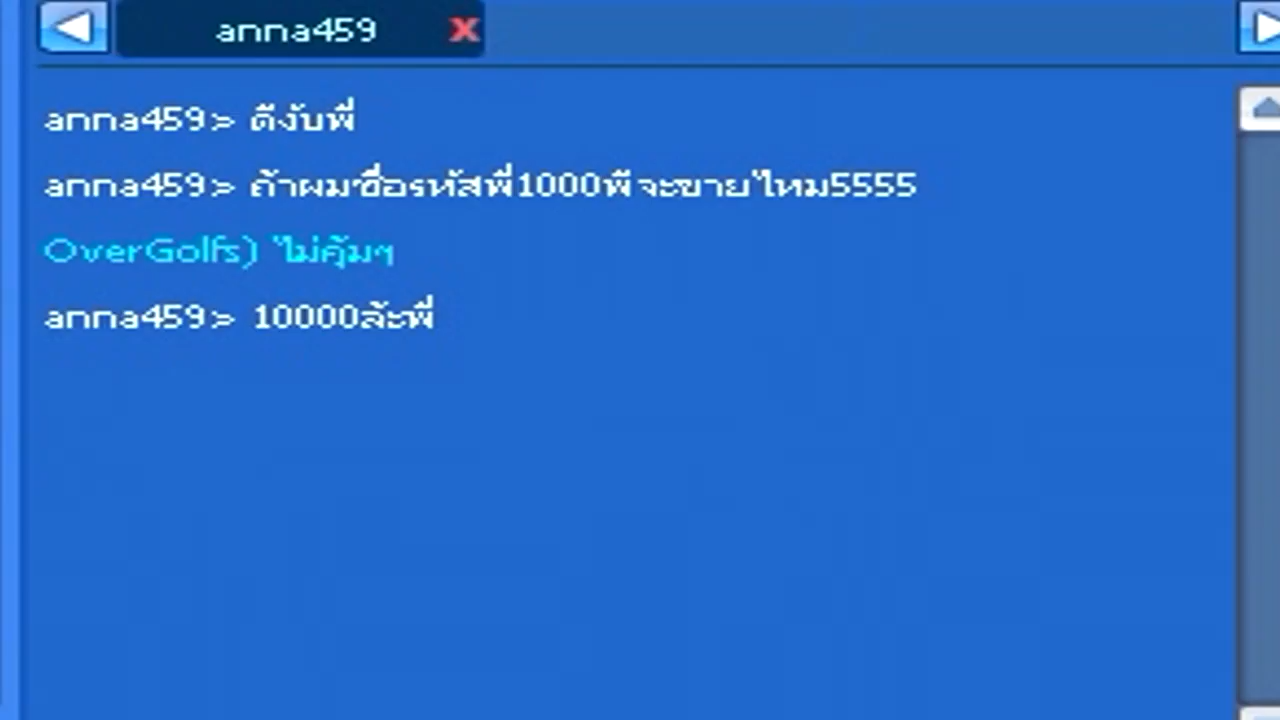 anna459
anna459> ดีงับพี่
anna459> ถ้าผมซื่อรหัสพี่1000พี จะขายไหม5555
OverGolfs) ไม่คุ้มๆ
anna459> 10000ล้ะพี่